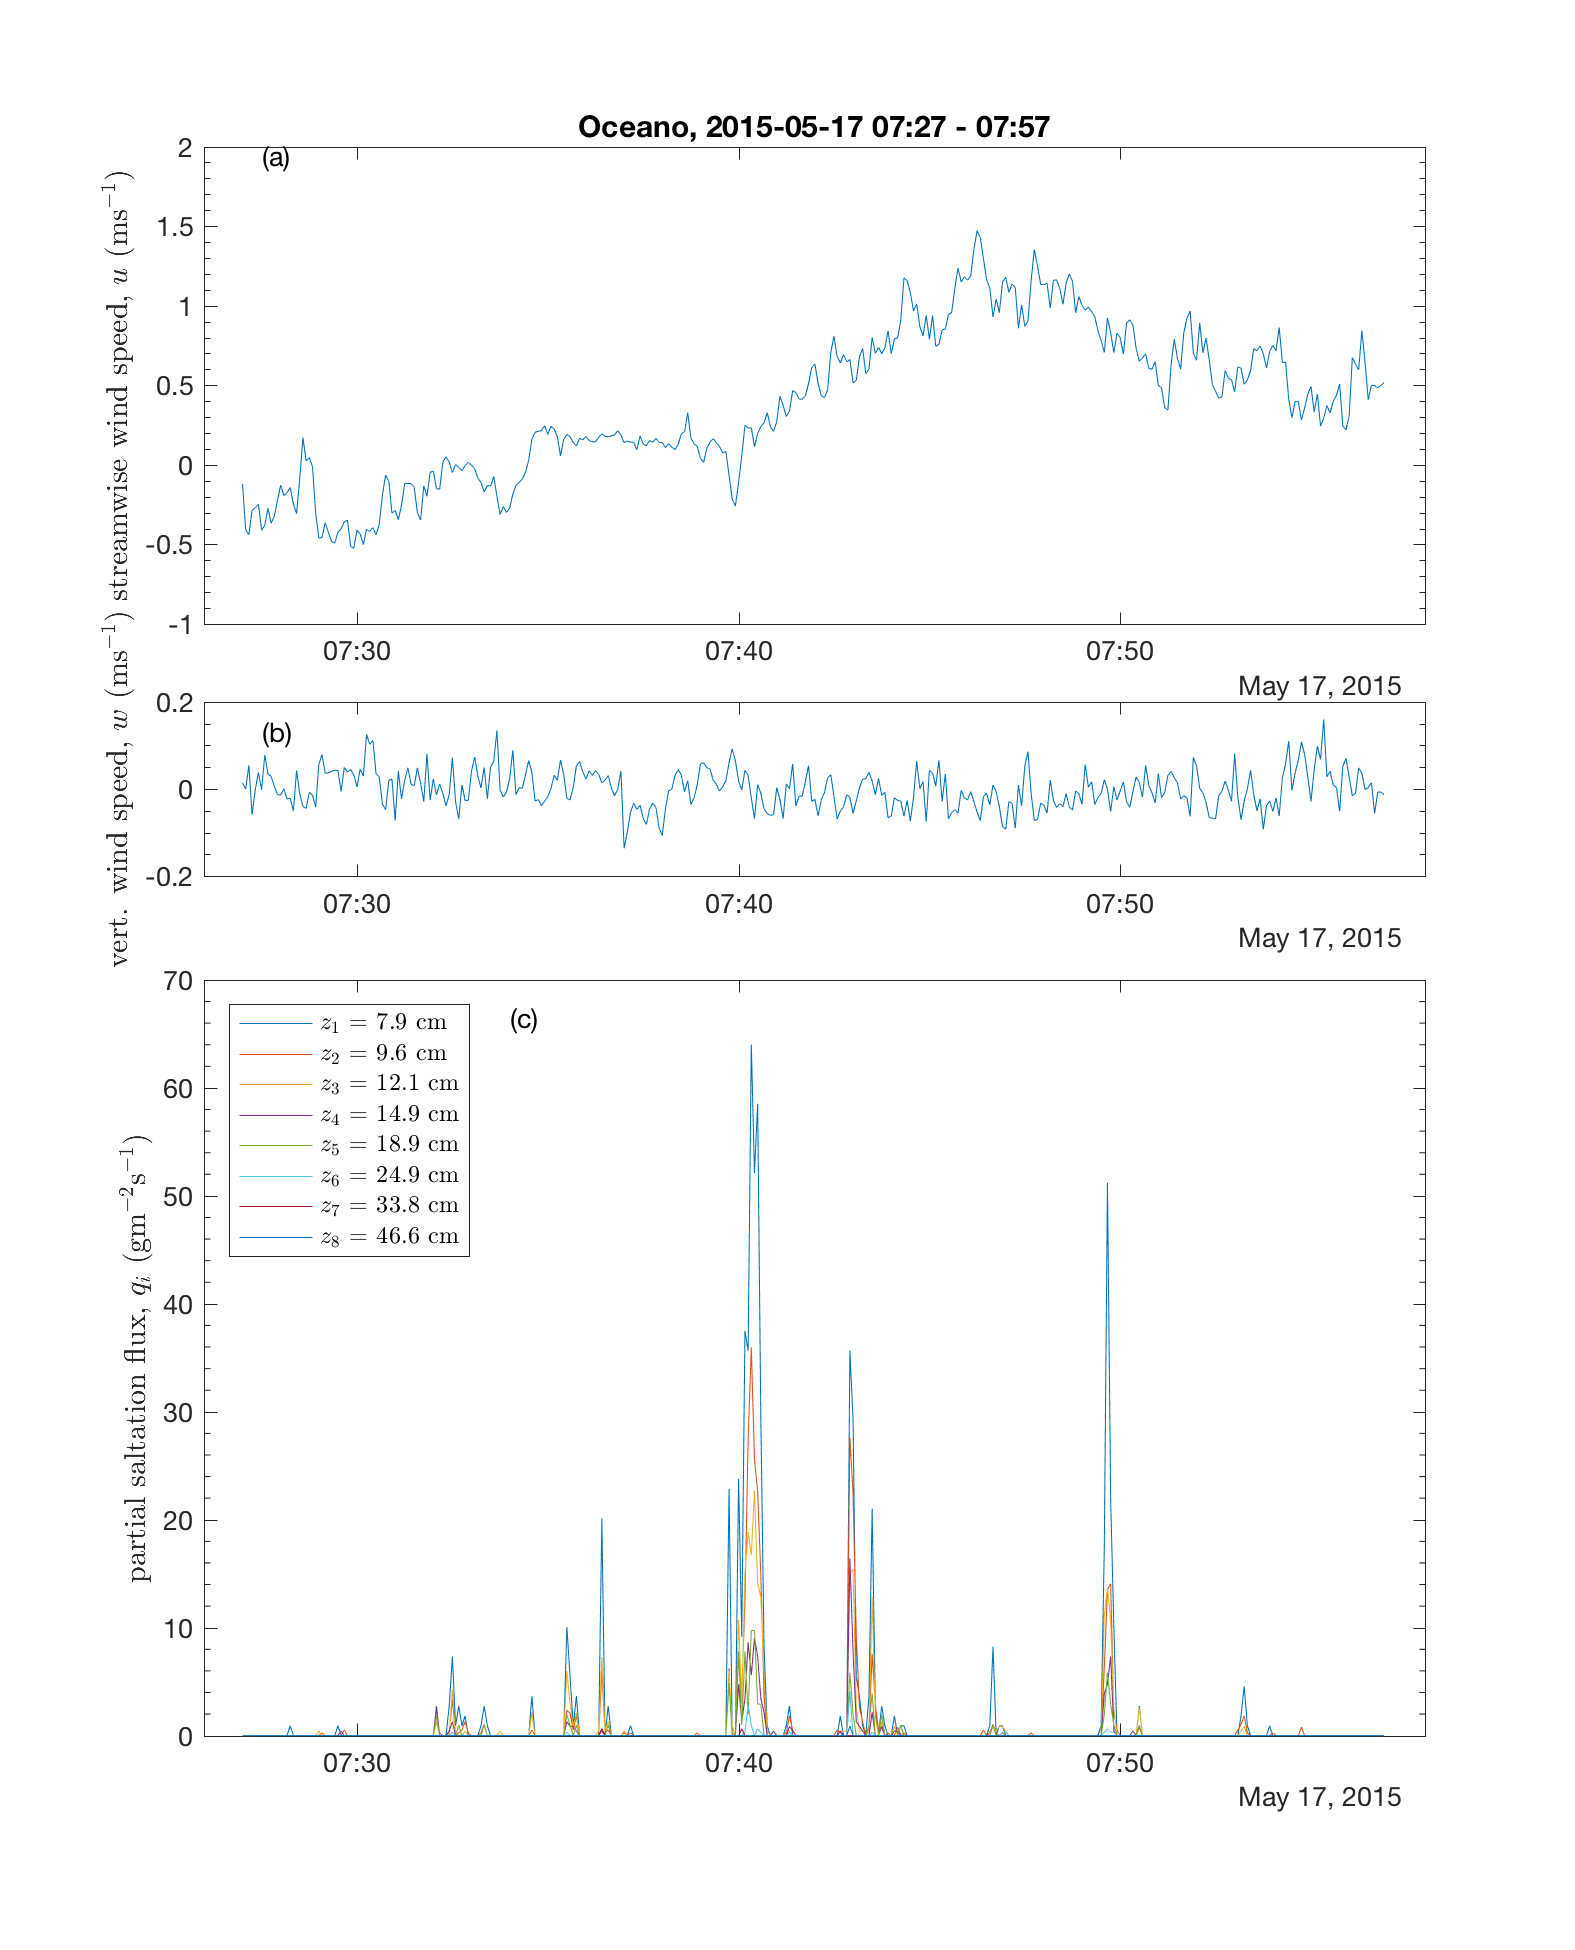 Oceano, 2015-05-17 07:27 - 07:57
(a)
streamwise wind speed, u (ms⁻¹)
2
1.5
1
0.5
0
-0.5
-1
07:30 07:40 07:50
May 17, 2015
(b)
vert. wind speed, w (ms⁻¹)
0.2
0
-0.2
07:30 07:40 07:50
May 17, 2015
(c)
partial saltation flux, qᵢ (gm⁻²s⁻¹)
70
60
50
40
30
20
10
0
z₁ = 7.9 cm
z₂ = 9.6 cm
z₃ = 12.1 cm
z₄ = 14.9 cm
z₅ = 18.9 cm
z₆ = 24.9 cm
z₇ = 33.8 cm
z₈ = 46.6 cm
07:30 07:40 07:50
May 17, 2015